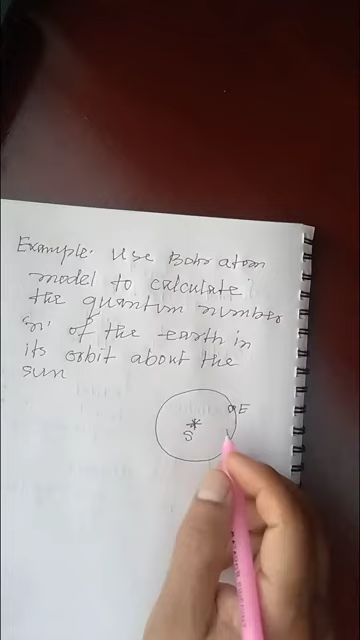 Example. Use Bohr atom
model to calculate
the quantum number
'n' of the earth in
its orbit about the
sun
E
S